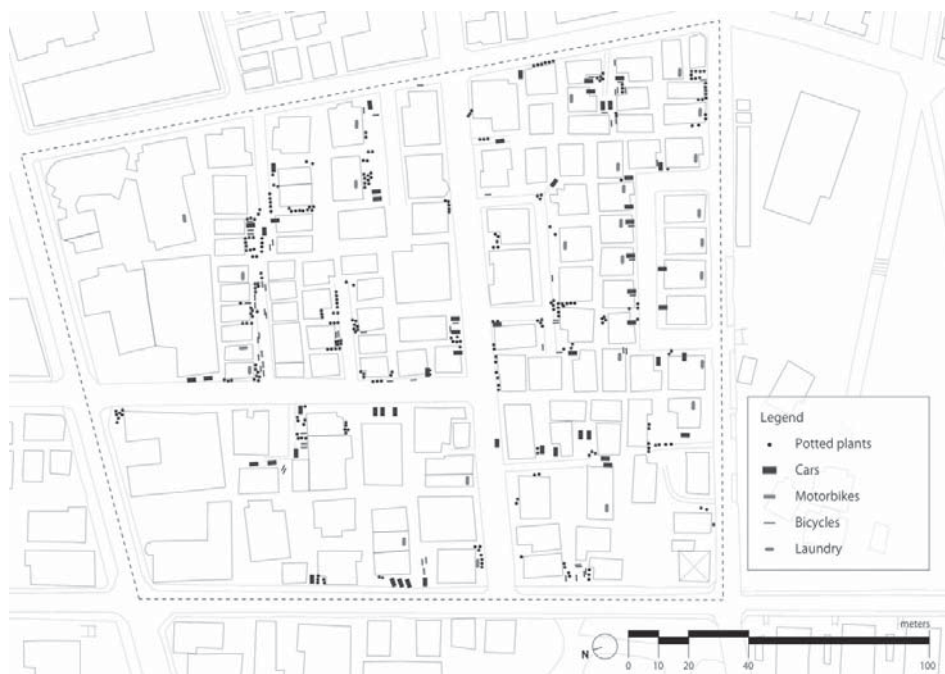 Legend
Potted plants
Cars
Motorbikes
Bicycles
Laundry
meters
N
0 10 20 40 100